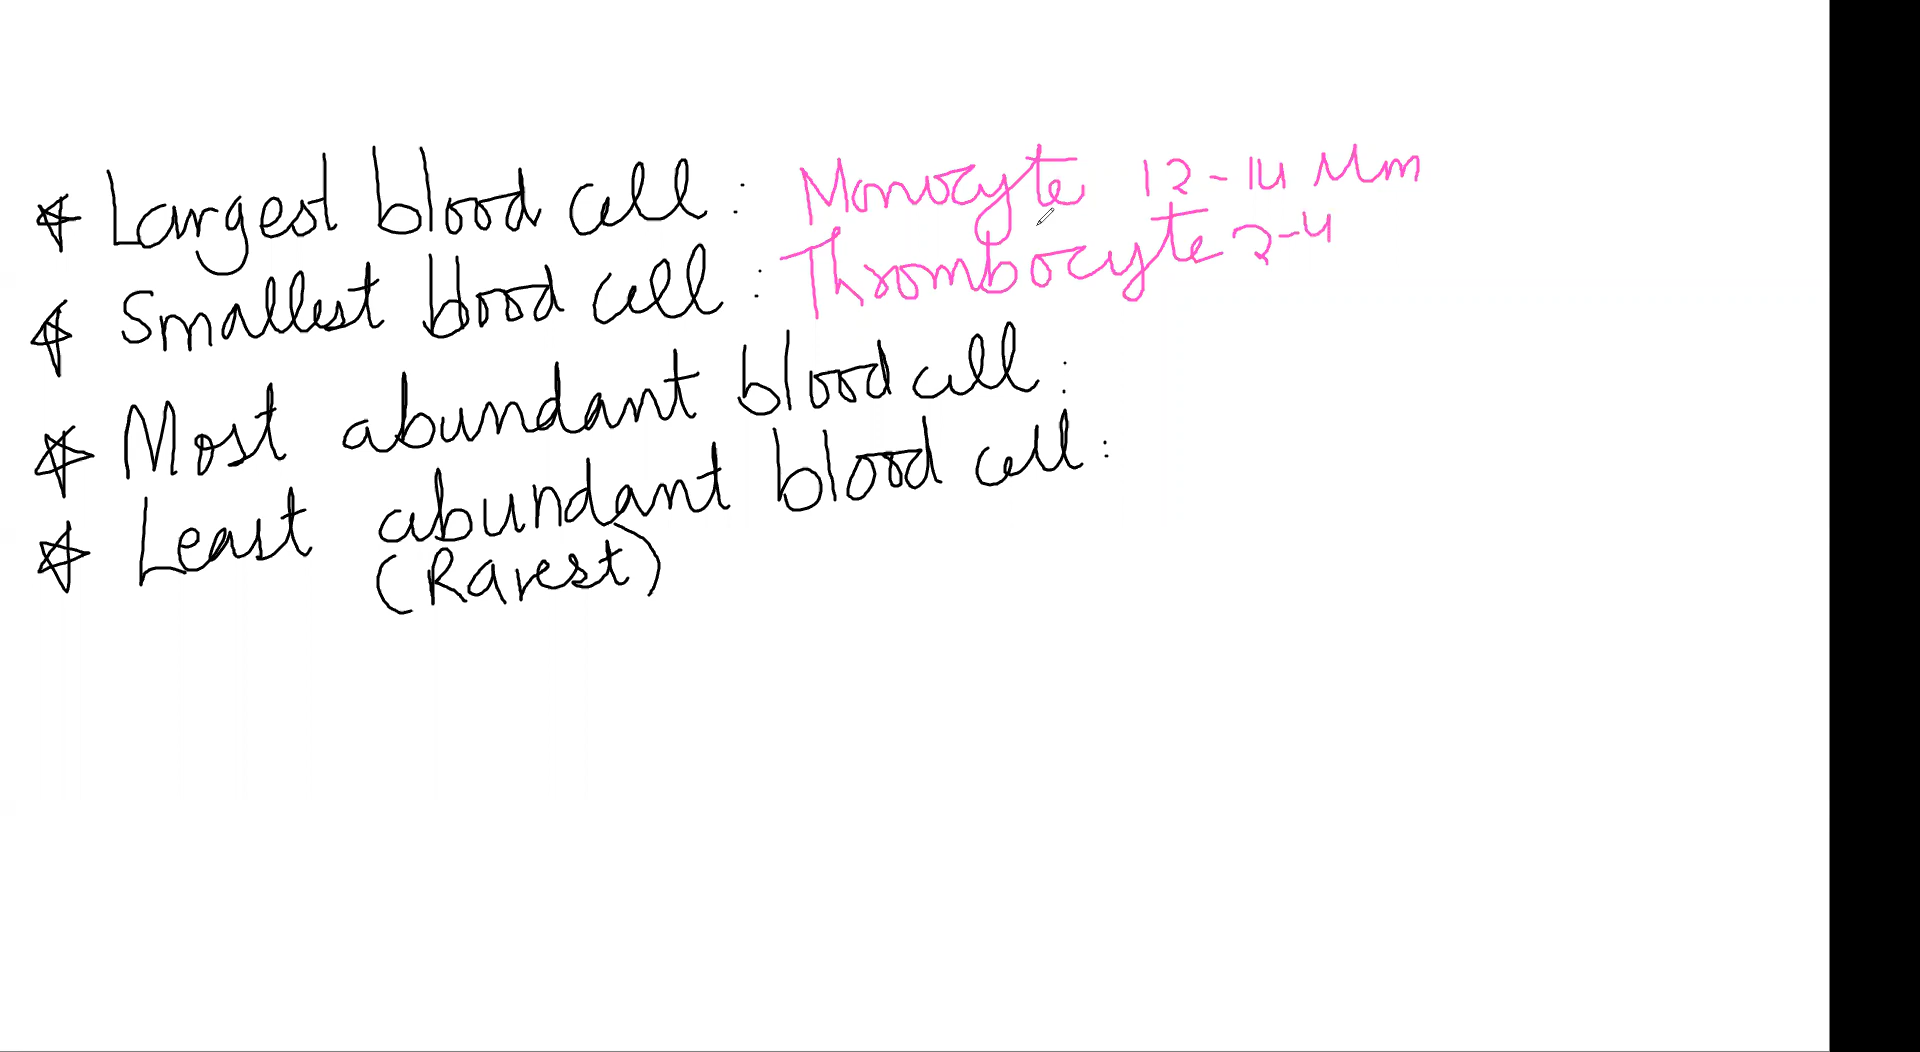 ☆ Largest blood cell : Monocyte 12-14 Mm
☆ Smallest blood cell : Thrombocyte 2-4
☆ Most abundant blood cell :
☆ Least abundant blood cell :
(Rarest)